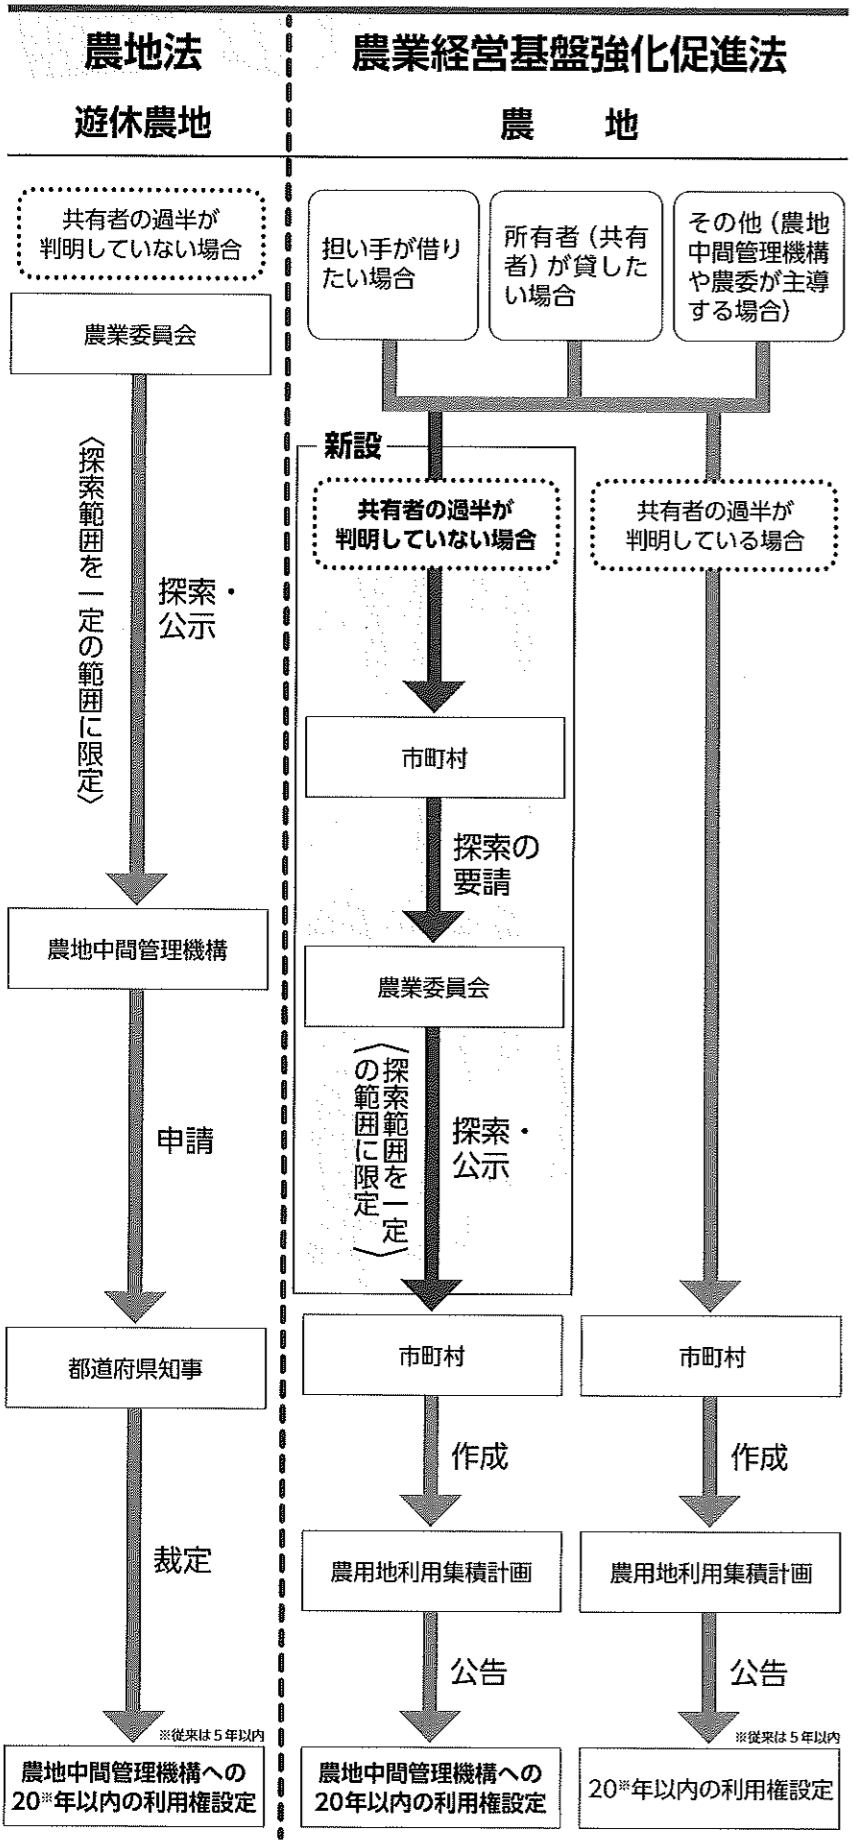 農地法
遊休農地
共有者の過半が
判明していない場合
農業委員会
〈探索範囲を一定の範囲に限定〉
探索・
公示
農地中間管理機構
申請
都道府県知事
裁定
※従来は5年以内
農地中間管理機構への
20※年以内の利用権設定
農業経営基盤強化促進法
農地
担い手が借り
たい場合
所有者（共有
者）が貸した
い場合
その他（農地
中間管理機構
や農委が主導
する場合）
新設
共有者の過半が
判明していない場合
市町村
探索の
要請
農業委員会
〈探索範囲を一定
の範囲に限定〉
探索・
公示
市町村
作成
農用地利用集積計画
公告
農地中間管理機構への
20年以内の利用権設定
共有者の過半が
判明している場合
市町村
作成
農用地利用集積計画
公告
※従来は5年以内
20※年以内の利用権設定